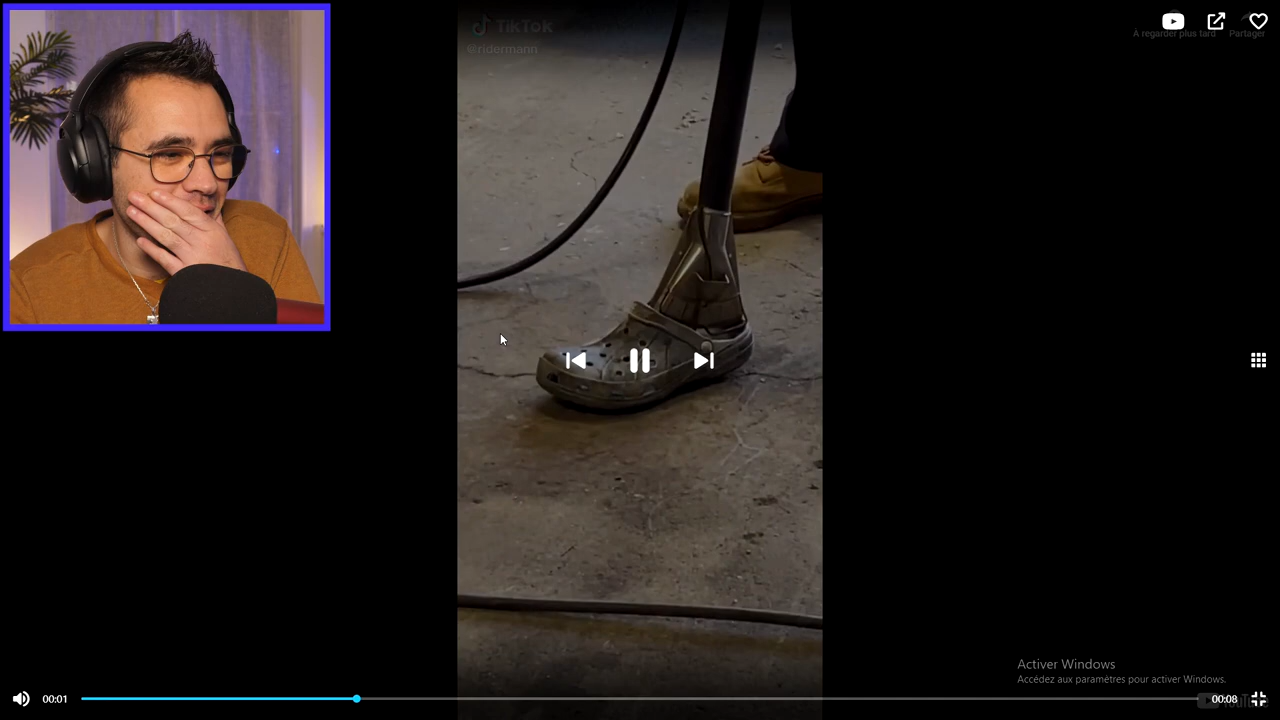 TikTok
@ridermann
À regarder plus tard
Partager
Activer Windows
Accédez aux paramètres pour activer Windows.
00:01
00:08